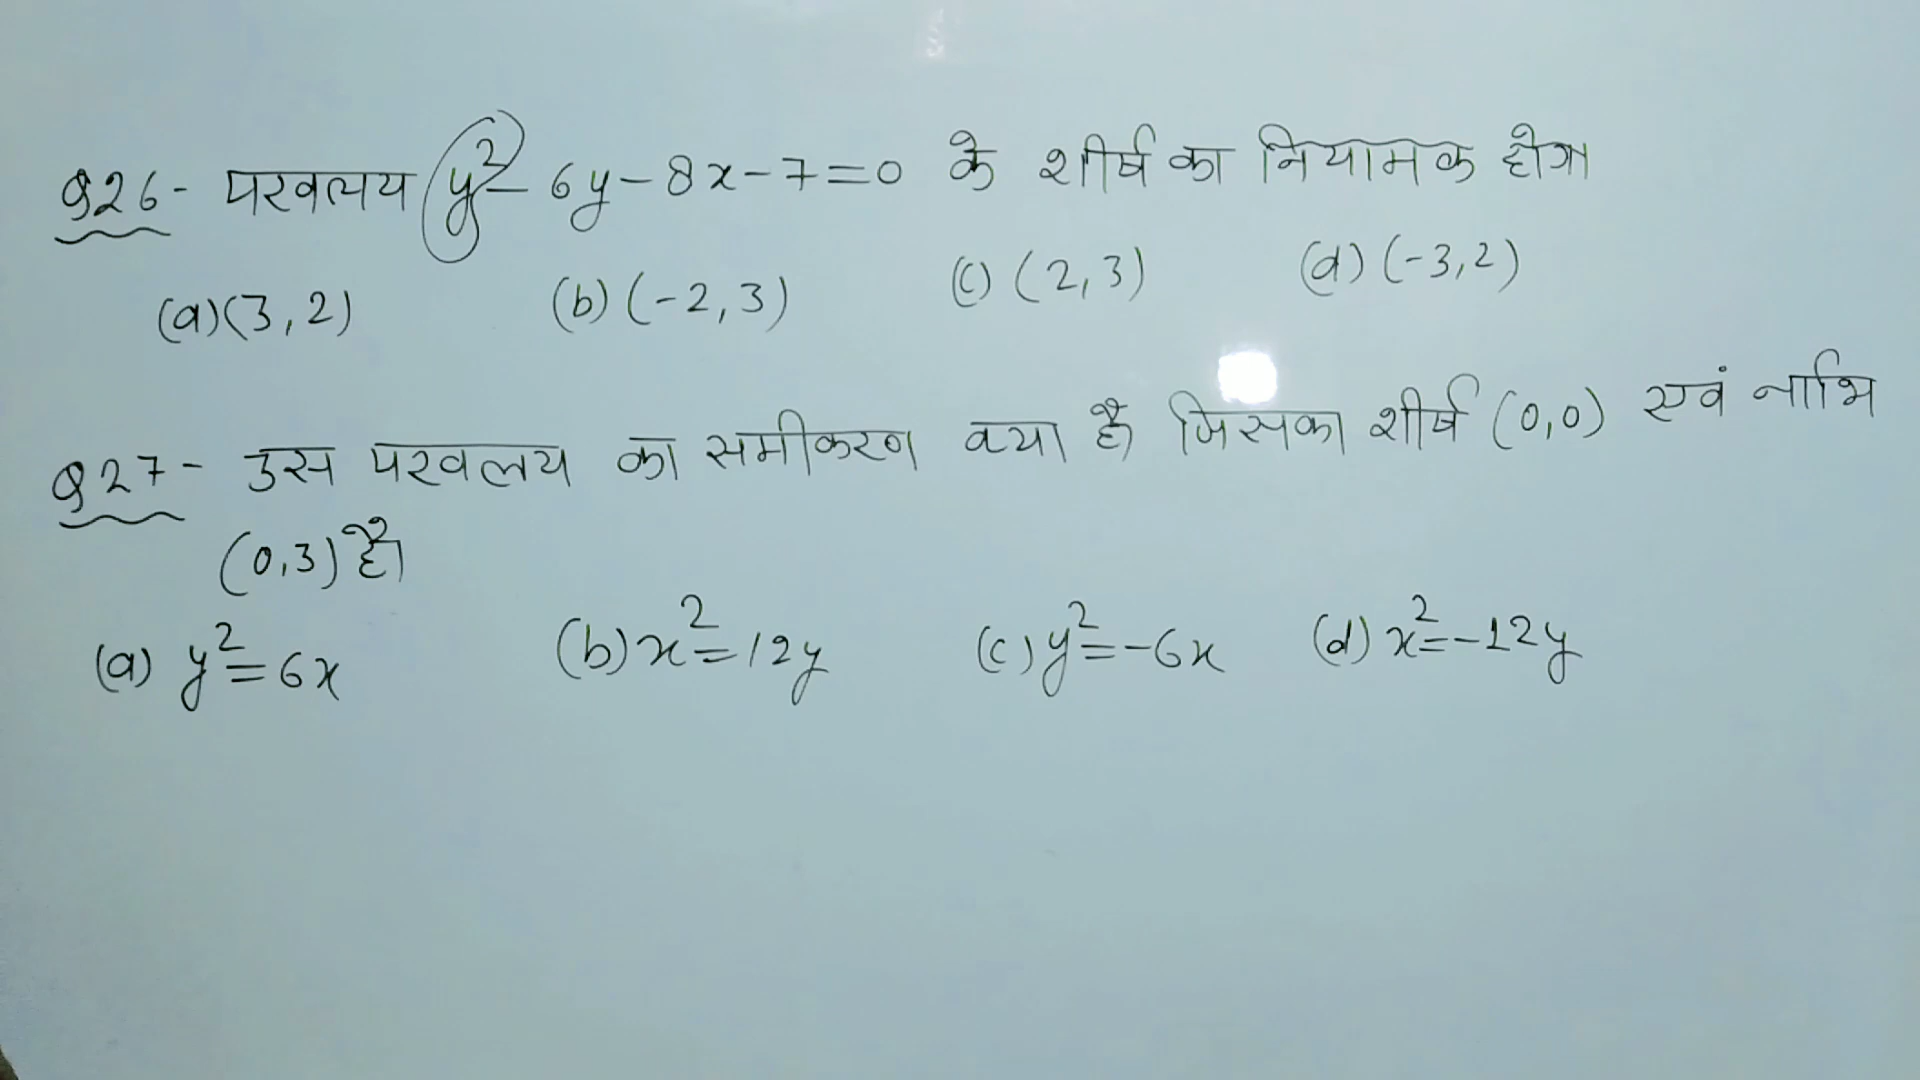 Q26- परवलय y²-6y-8x-7=0 के शीर्ष का नियामक होगा
(a)(3,2) (b)(-2,3) (c)(2,3) (d)(-3,2)
Q27- उस परवलय का समीकरण क्या है जिसका शीर्ष (0,0) एवं नाभि
(0,3) है।
(a) y²=6x (b)x²=12y (c)y²=-6x (d)x²=-12y